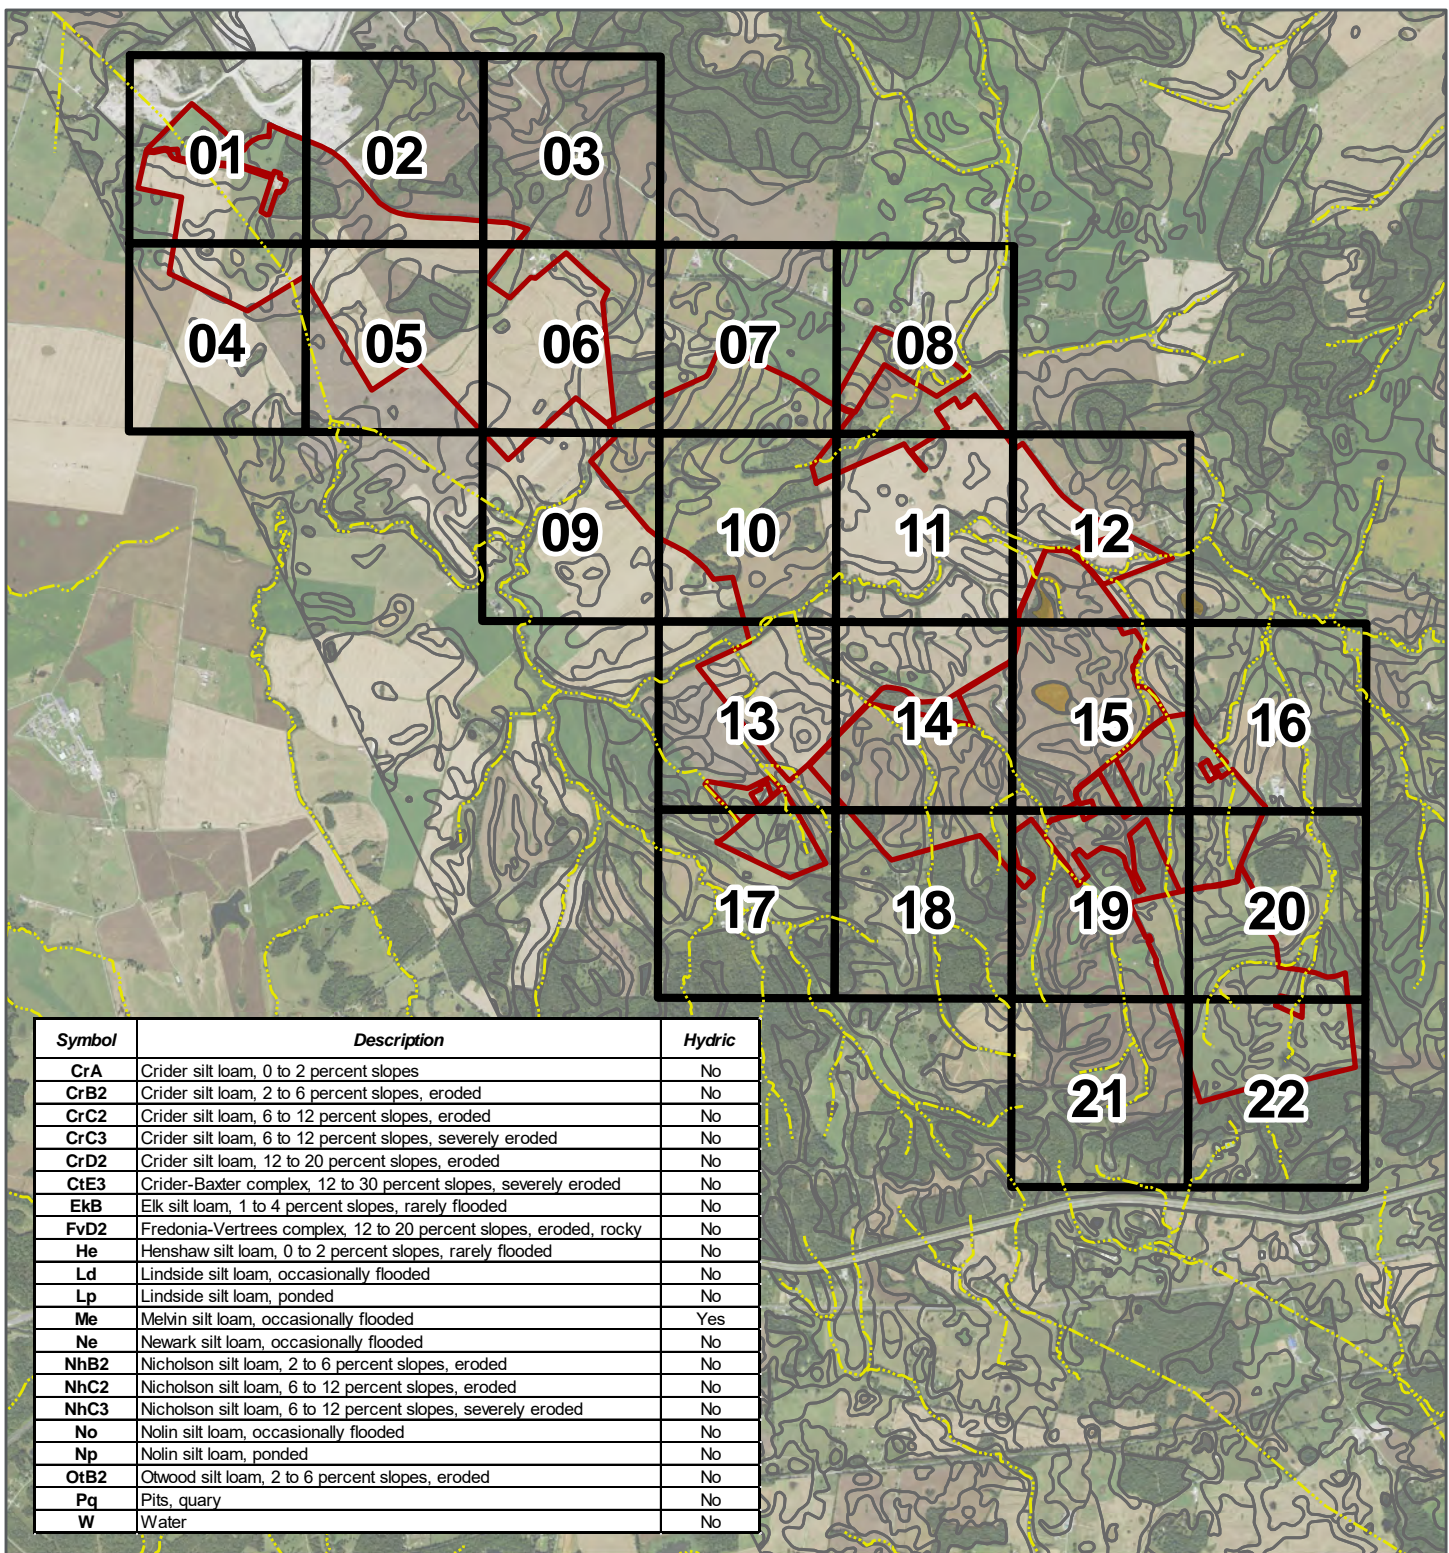 01 02 03
04 05 06 07 08
09 10 11 12
13 14 15 16
17 18 19 20
21 22
Symbol Description Hydric
CrA Crider silt loam, 0 to 2 percent slopes No
CrB2 Crider silt loam, 2 to 6 percent slopes, eroded No
CrC2 Crider silt loam, 6 to 12 percent slopes, eroded No
CrC3 Crider silt loam, 6 to 12 percent slopes, severely eroded No
CrD2 Crider silt loam, 12 to 20 percent slopes, eroded No
CtE3 Crider-Baxter complex, 12 to 30 percent slopes, severely eroded No
EkB Elk silt loam, 1 to 4 percent slopes, rarely flooded No
FvD2 Fredonia-Vertrees complex, 12 to 20 percent slopes, eroded, rocky No
He Henshaw silt loam, 0 to 2 percent slopes, rarely flooded No
Ld Lindside silt loam, occasionally flooded No
Lp Lindside silt loam, ponded No
Me Melvin silt loam, occasionally flooded Yes
Ne Newark silt loam, occasionally flooded No
NhB2 Nicholson silt loam, 2 to 6 percent slopes, eroded No
NhC2 Nicholson silt loam, 6 to 12 percent slopes, eroded No
NhC3 Nicholson silt loam, 6 to 12 percent slopes, severely eroded No
No Nolin silt loam, occasionally flooded No
Np Nolin silt loam, ponded No
OtB2 Otwood silt loam, 2 to 6 percent slopes, eroded No
Pq Pits, quary No
W Water No